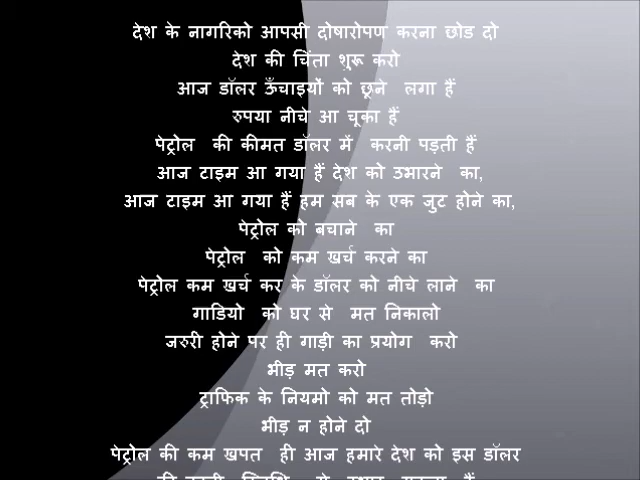 देश के नागरिको आपसी दोषारोपण करना छोड दो
देश की चिंता शुरू करो
आज डॉलर ऊँचाइयों को छूने लगा हैं
रुपया नीचे आ चूका हैं
पेट्रोल की कीमत डॉलर में करनी पड़ती हैं
आज टाइम आ गया हैं देश को उभारने का,
आज टाइम आ गया हैं हम सब के एक जुट होने का,
पेट्रोल को बचाने का
पेट्रोल को कम खर्च करने का
पेट्रोल कम खर्च कर के डॉलर को नीचे लाने का
गाडियो को घर से मत निकालो
जरुरी होने पर ही गाड़ी का प्रयोग करो
भीड़ मत करो
ट्राफिक के नियमो को मत तोड़ो
भीड़ न होने दो
पेट्रोल की कम खपत ही आज हमारे देश को इस डॉलर